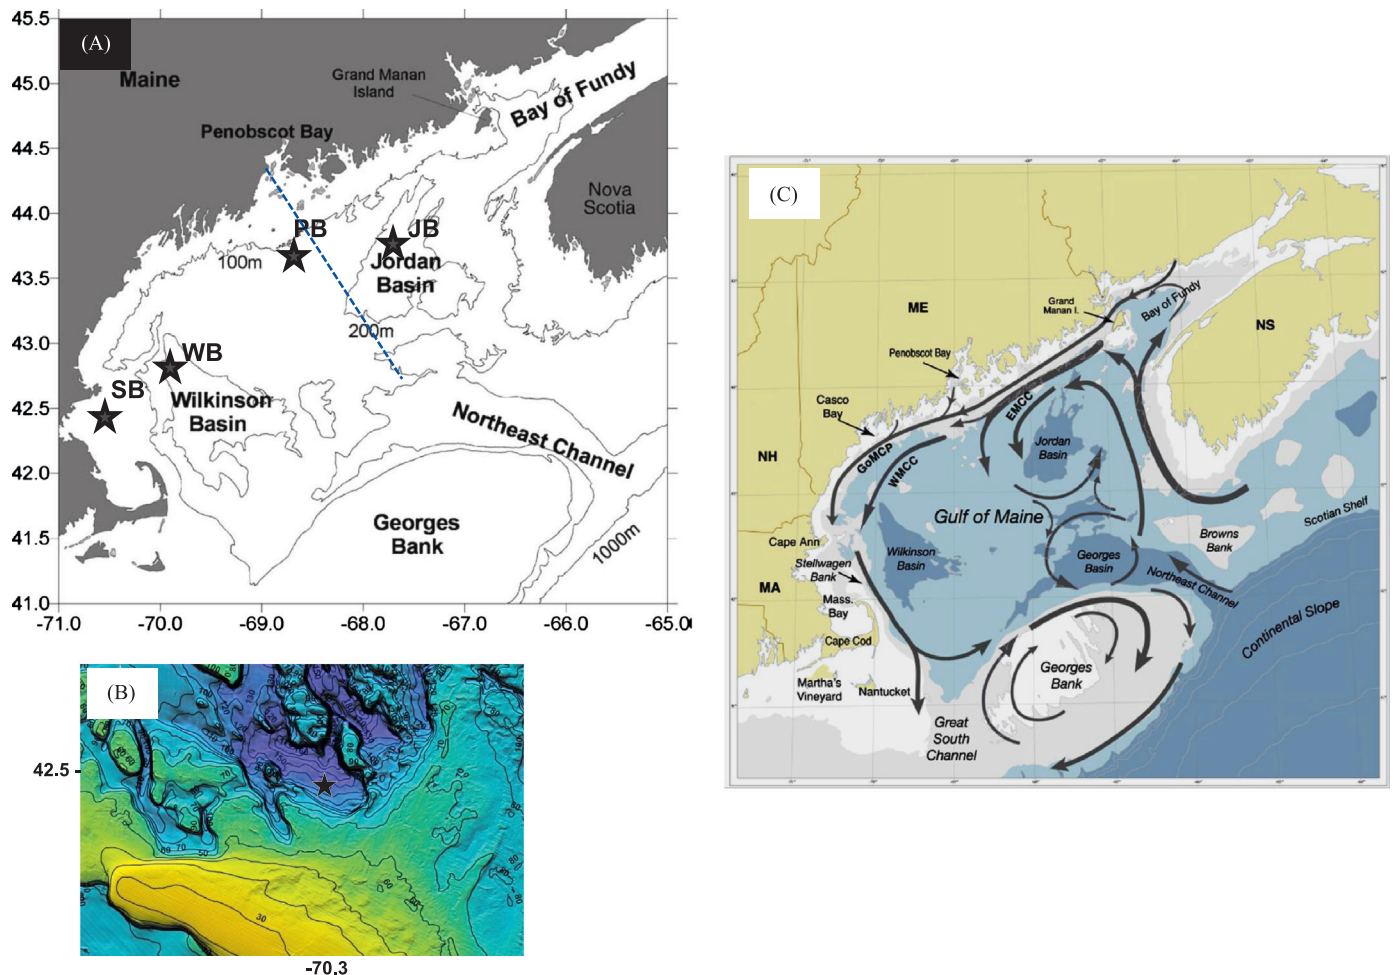 (A)
45.5
45.0
44.5
44.0
43.5
43.0
42.5
42.0
41.5
41.0
-71.0
-70.0
-69.0
-68.0
-67.0
-66.0
-65.0
Maine
Grand Manan
Island
Bay of Fundy
Penobscot Bay
Nova
Scotia
PB
JB
Jordan
Basin
100m
200m
WB
SB
Wilkinson
Basin
Northeast Channel
Georges
Bank
1000m
(B)
42.5
-70.3
30
(C)
ME
NS
NH
MA
Grand
Manan I.
Bay of Fundy
Penobscot Bay
Casco
Bay
EMCC
GoMCP
WMCC
Jordan
Basin
Gulf of Maine
Wilkinson
Basin
Georges
Basin
Browns
Bank
Scotian Shelf
Northeast Channel
Continental Slope
Cape Ann
Stellwagen
Bank
Mass.
Bay
Cape Cod
Martha's
Vineyard
Nantucket
Georges
Bank
Great
South
Channel